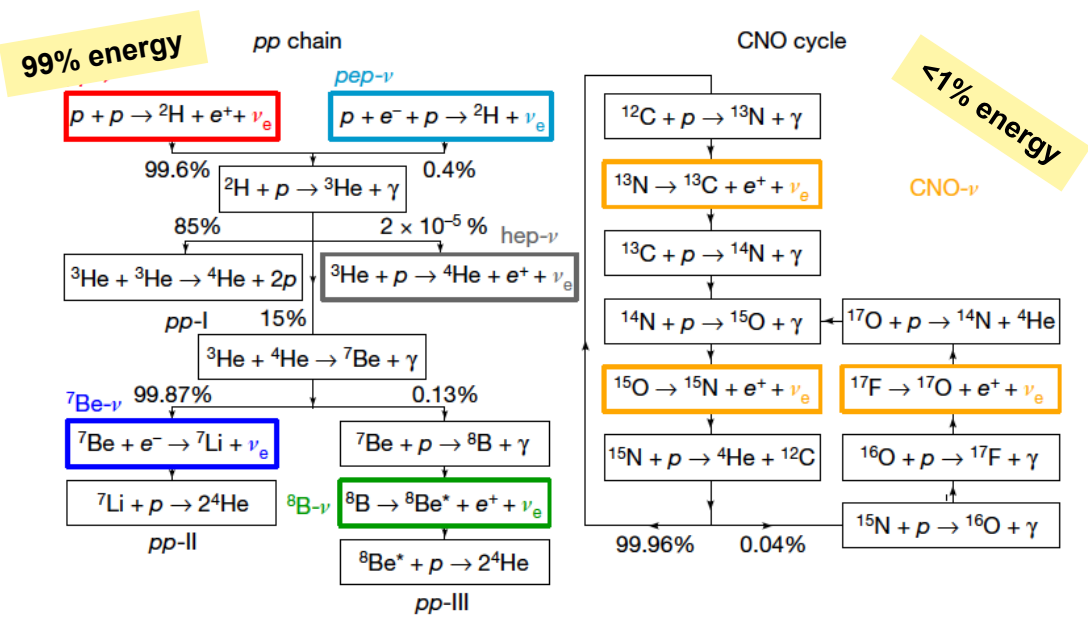 99% energy
pp chain
pep-ν
p + p → ²H + e⁺ + νₑ
p + e⁻ + p → ²H + νₑ
99.6%
0.4%
²H + p → ³He + γ
85%
2 × 10⁻⁵ %
hep-ν
³He + ³He → ⁴He + 2p
³He + p → ⁴He + e⁺ + νₑ
pp-I
15%
³He + ⁴He → ⁷Be + γ
⁷Be-ν
99.87%
0.13%
⁷Be + e⁻ → ⁷Li + νₑ
⁷Be + p → ⁸B + γ
⁷Li + p → 2⁴He
⁸B-ν
⁸B → ⁸Be* + e⁺ + νₑ
pp-II
⁸Be* + p → 2⁴He
pp-III
CNO cycle
<1% energy
¹²C + p → ¹³N + γ
¹³N → ¹³C + e⁺ + νₑ
CNO-ν
¹³C + p → ¹⁴N + γ
¹⁴N + p → ¹⁵O + γ
¹⁷O + p → ¹⁴N + ⁴He
¹⁵O → ¹⁵N + e⁺ + νₑ
¹⁷F → ¹⁷O + e⁺ + νₑ
¹⁵N + p → ⁴He + ¹²C
¹⁶O + p → ¹⁷F + γ
¹⁵N + p → ¹⁶O + γ
99.96%
0.04%